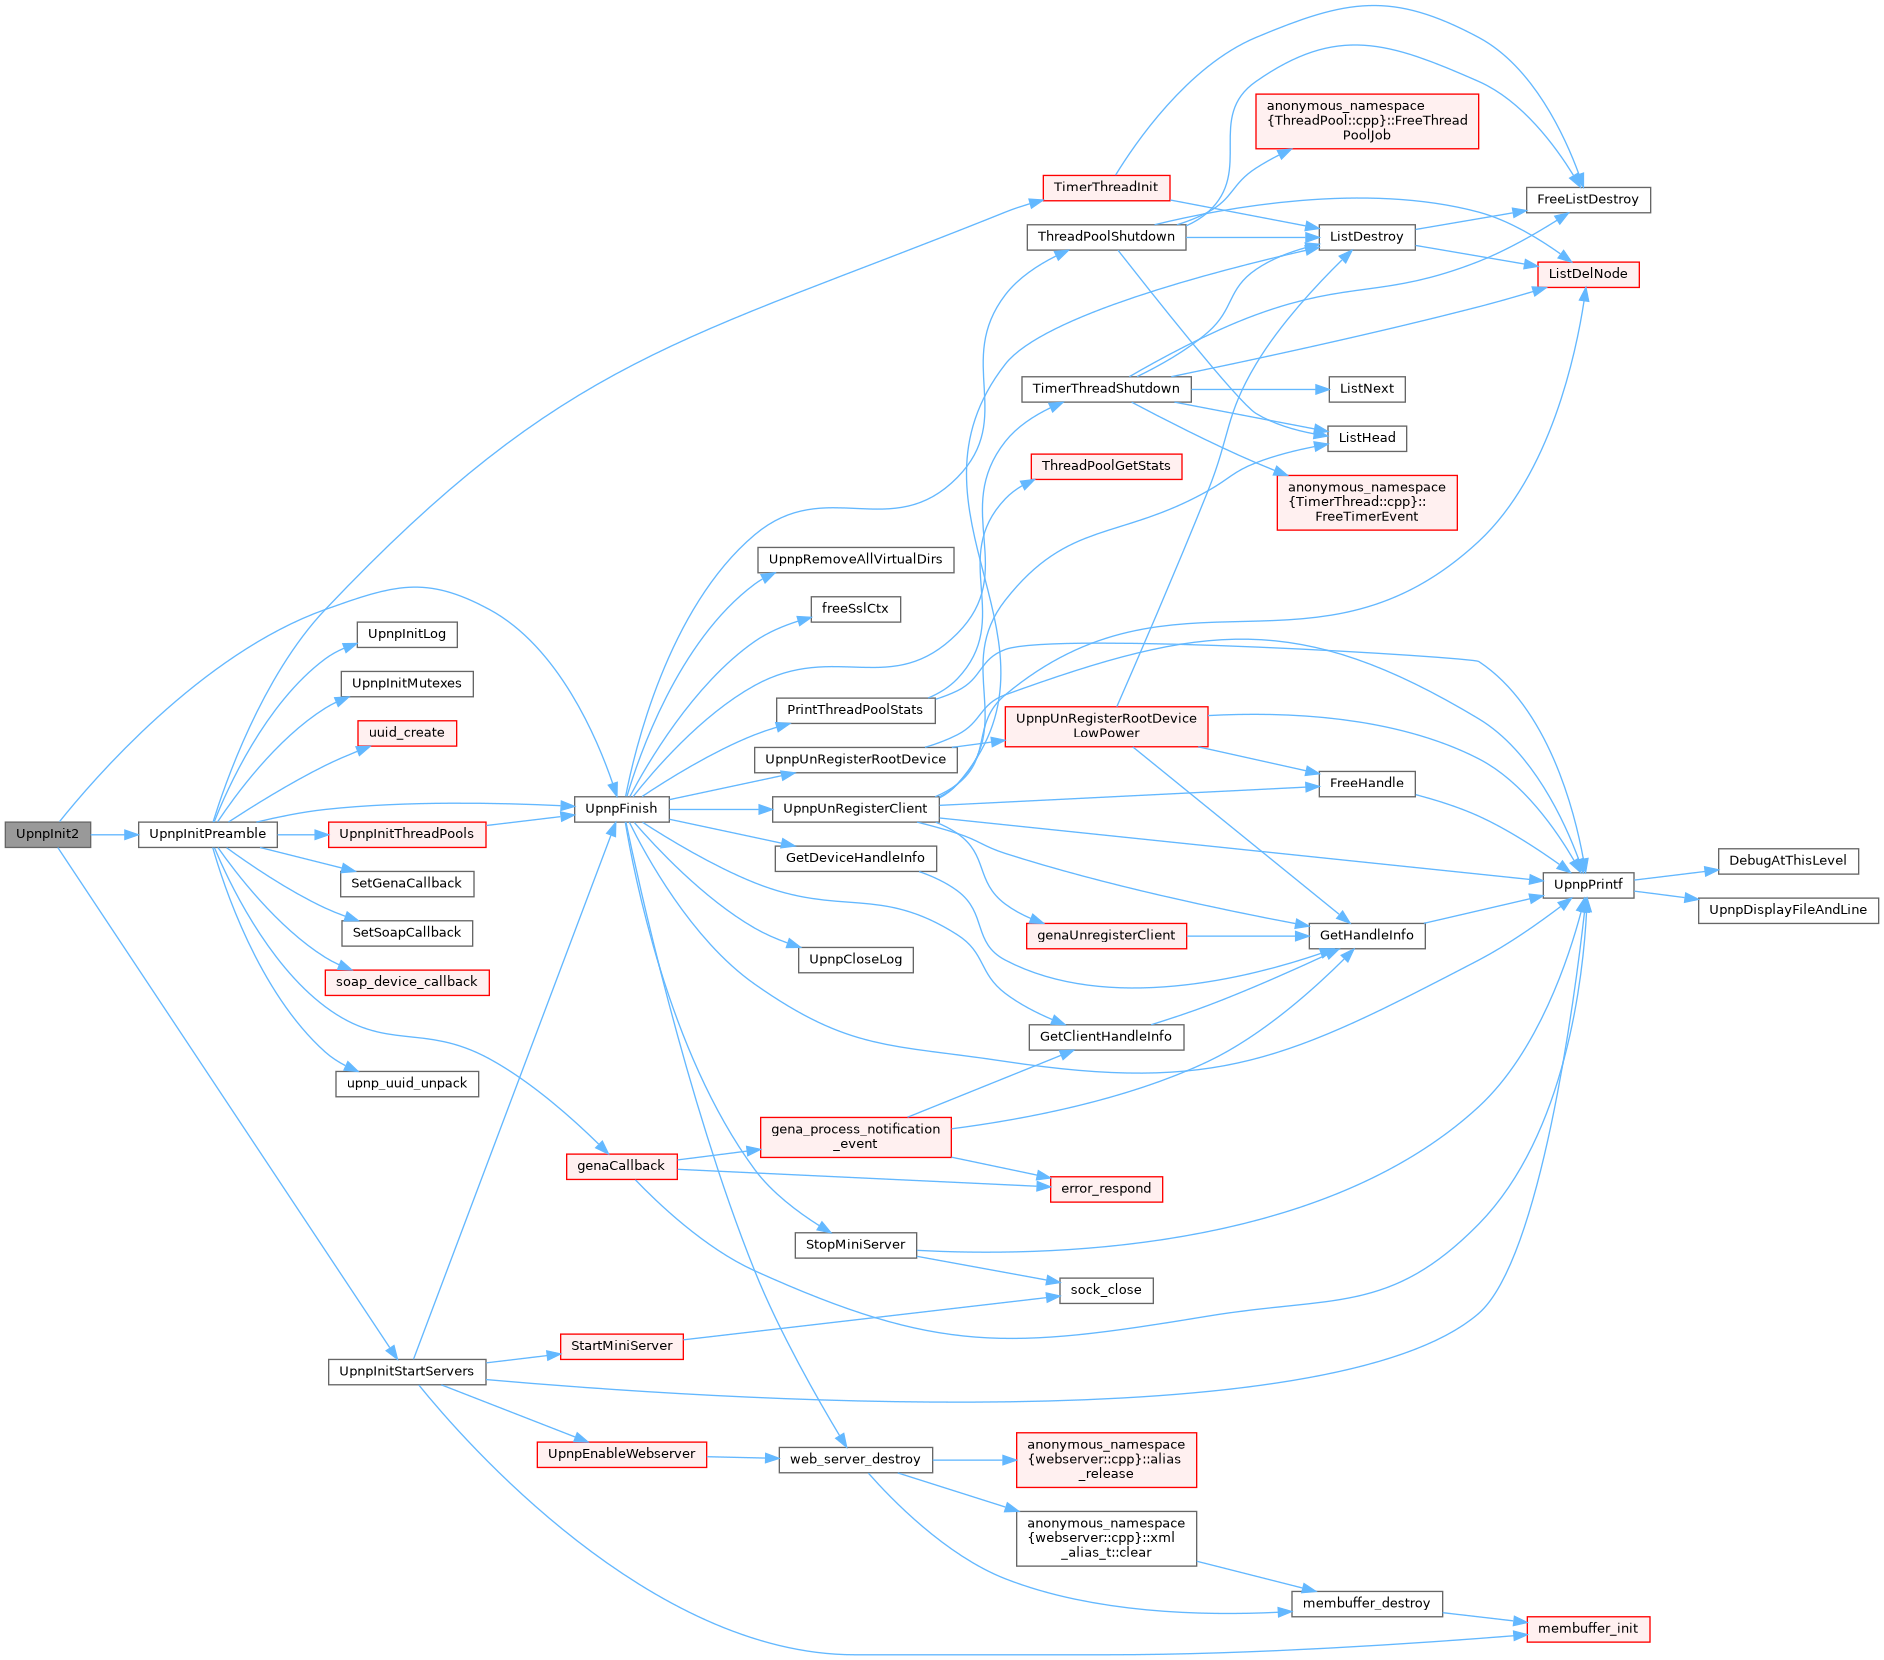 anonymous_namespace
{ThreadPool::cpp}::FreeThread
PoolJob
TimerThreadInit
FreeListDestroy
ThreadPoolShutdown
ListDestroy
ListDelNode
TimerThreadShutdown
ListNext
ListHead
ThreadPoolGetStats
anonymous_namespace
{TimerThread::cpp}::
FreeTimerEvent
UpnpRemoveAllVirtualDirs
freeSslCtx
UpnpInitLog
UpnpInitMutexes
PrintThreadPoolStats
UpnpUnRegisterRootDevice
LowPower
uuid_create
UpnpUnRegisterRootDevice
FreeHandle
UpnpFinish
UpnpUnRegisterClient
UpnpInit2
UpnpInitPreamble
UpnpInitThreadPools
GetDeviceHandleInfo
DebugAtThisLevel
SetGenaCallback
UpnpPrintf
UpnpDisplayFileAndLine
SetSoapCallback
genaUnregisterClient
GetHandleInfo
UpnpCloseLog
soap_device_callback
GetClientHandleInfo
upnp_uuid_unpack
gena_process_notification
_event
genaCallback
error_respond
StopMiniServer
sock_close
StartMiniServer
UpnpInitStartServers
UpnpEnableWebserver
web_server_destroy
anonymous_namespace
{webserver::cpp}::alias
_release
anonymous_namespace
{webserver::cpp}::xml
_alias_t::clear
membuffer_destroy
membuffer_init